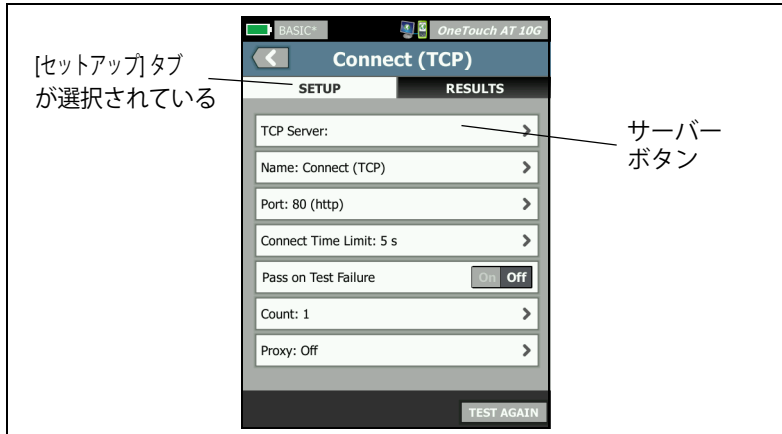 BASIC*
OneTouch AT 10G
Connect (TCP)
[セットアップ] タブ
が選択されている
SETUP
RESULTS
TCP Server:
サーバー
ボタン
Name: Connect (TCP)
Port: 80 (http)
Connect Time Limit: 5 s
Pass on Test Failure
On Off
Count: 1
Proxy: Off
TEST AGAIN